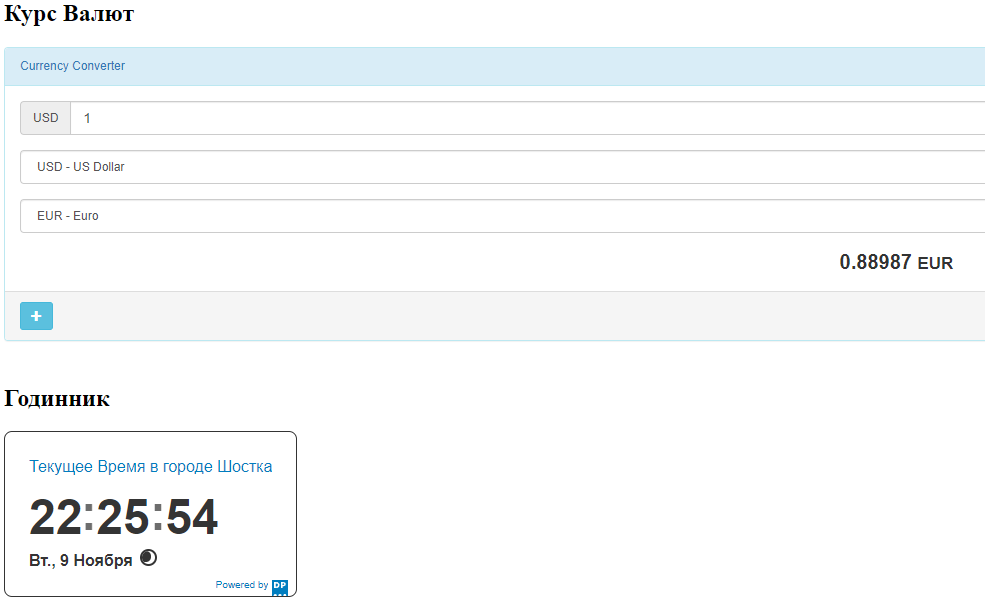 Курс Валют
Currency Converter
USD 1
USD - US Dollar
EUR - Euro
0.88987 EUR
+
Годинник
Текущее Время в городе Шостка
22:25:54
Вт., 9 Ноября
Powered by DP